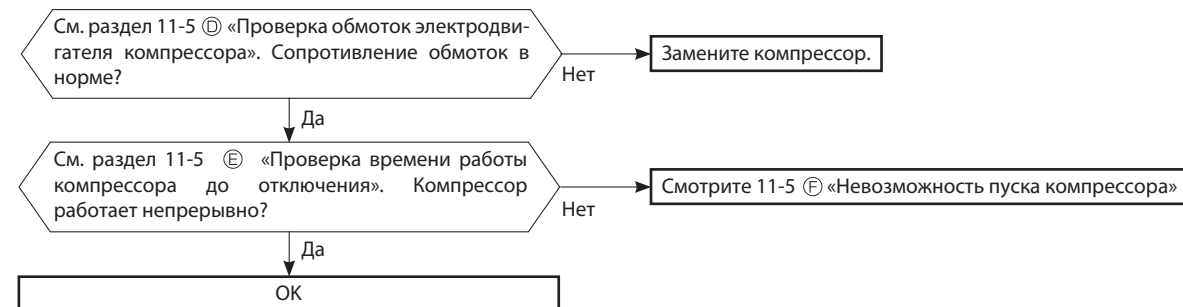 См. раздел 11-5 Ⓓ «Проверка обмоток электродви-
гателя компрессора». Сопротивление обмоток в
норме?
Нет
Замените компрессор.
Да
См. раздел 11-5 Ⓔ «Проверка времени работы
компрессора до отключения». Компрессор
работает непрерывно?
Нет
Смотрите 11-5 Ⓕ «Невозможность пуска компрессора»
Да
OK